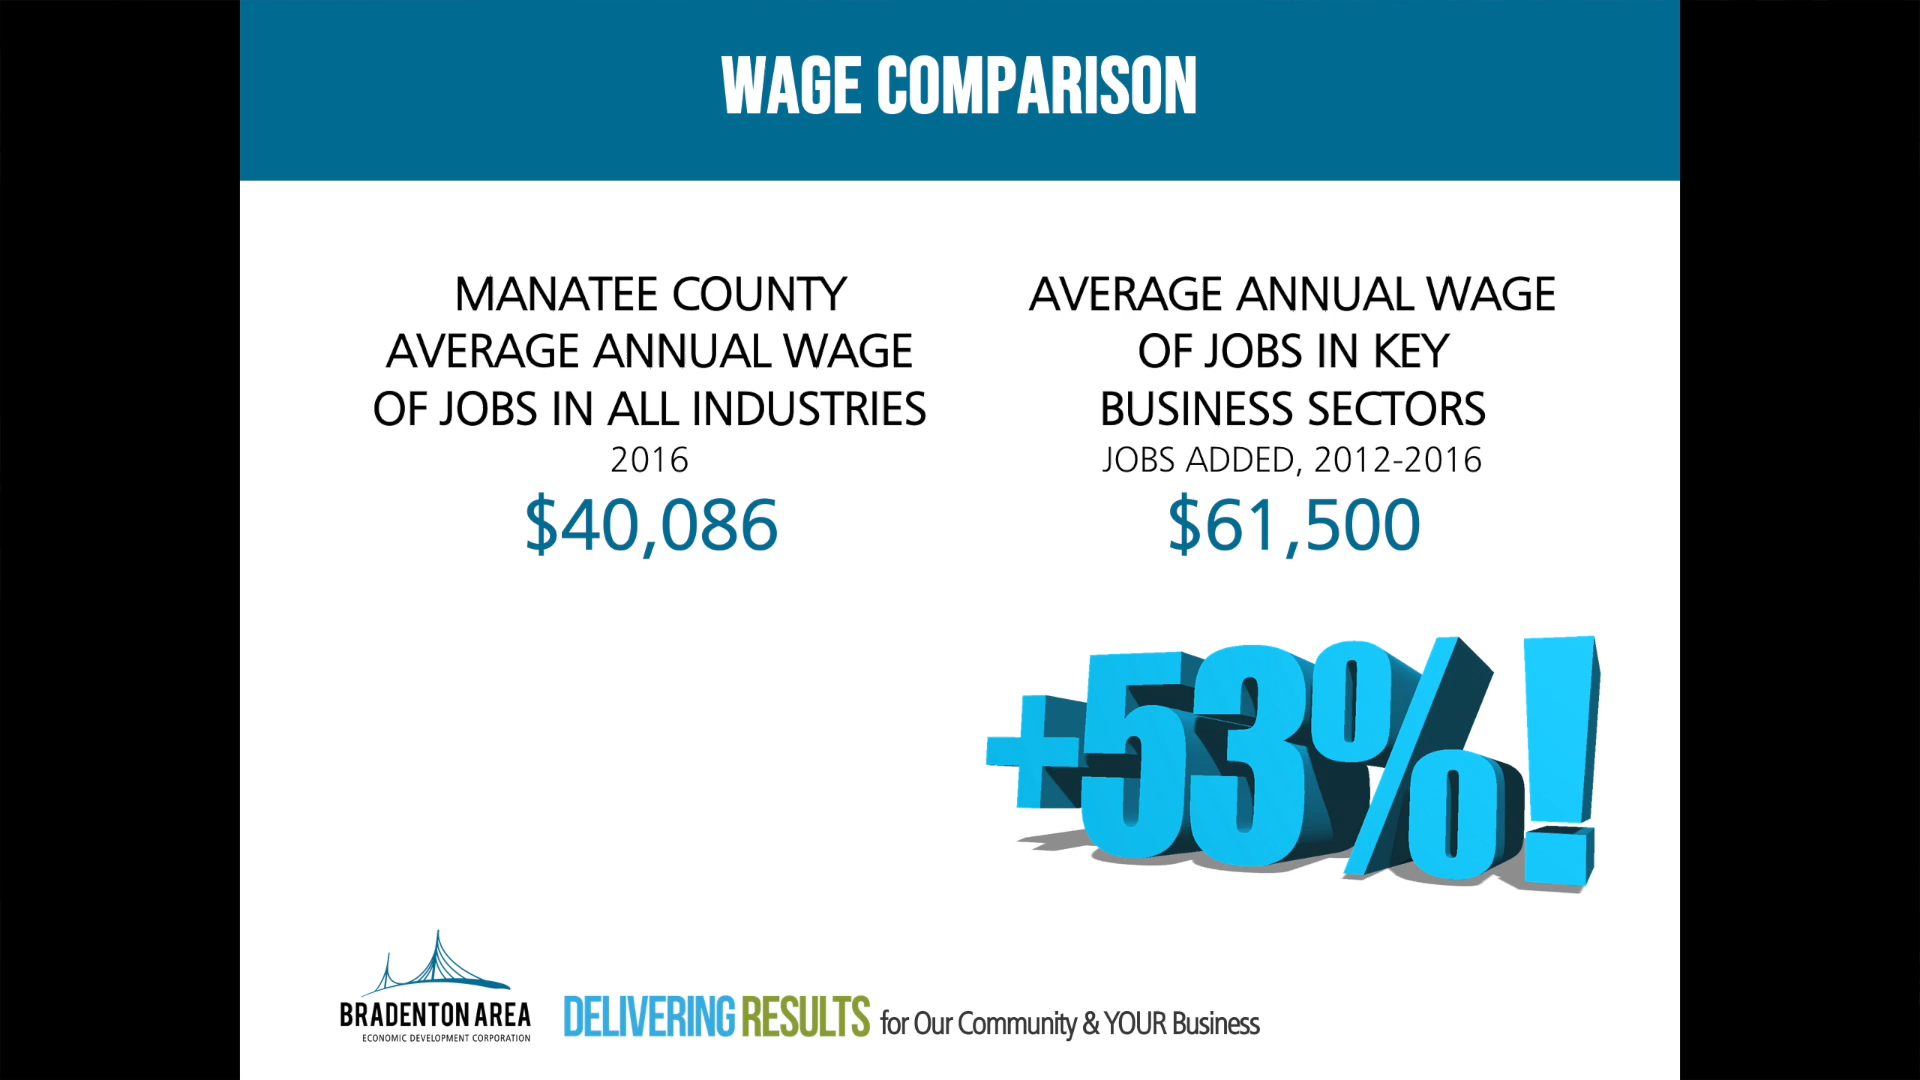 WAGE COMPARISON
MANATEE COUNTY
AVERAGE ANNUAL WAGE
OF JOBS IN ALL INDUSTRIES
2016
$40,086
AVERAGE ANNUAL WAGE
OF JOBS IN KEY
BUSINESS SECTORS
JOBS ADDED, 2012-2016
$61,500
+53%!
BRADENTON AREA
ECONOMIC DEVELOPMENT CORPORATION
DELIVERING RESULTS for Our Community & YOUR Business